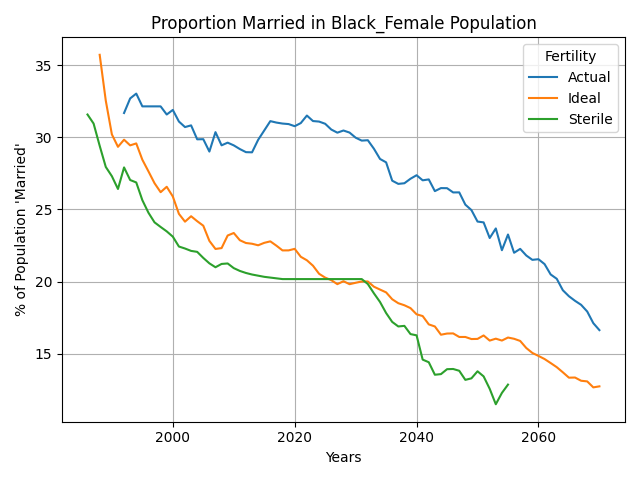 Proportion Married in Black_Female Population
% of Population 'Married'
35
30
25
20
15
Fertility
Actual
Ideal
Sterile
2000 2020 2040 2060
Years